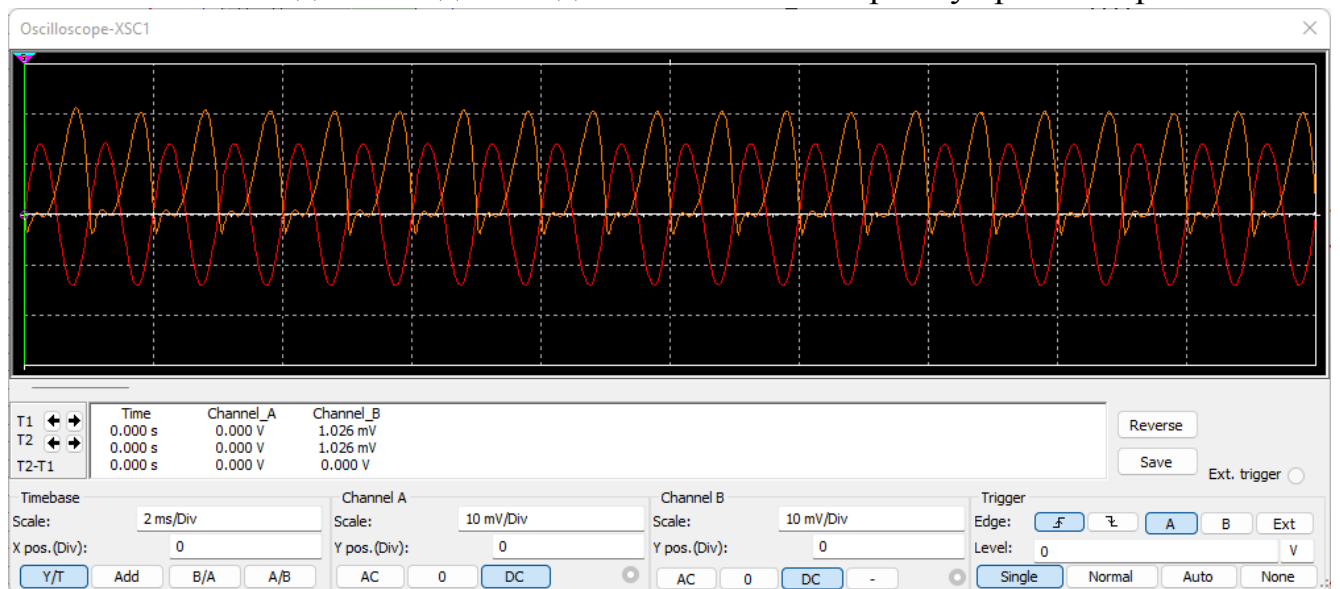 Oscilloscope-XSC1
Time Channel_A Channel_B
T1 0.000 s 0.000 V 1.026 mV
T2 0.000 s 0.000 V 1.026 mV
T2-T1 0.000 s 0.000 V 0.000 V
Reverse
Save
Ext. trigger
Timebase Channel A Channel B Trigger
Scale: 2 ms/Div Scale: 10 mV/Div Scale: 10 mV/Div Edge: A B Ext
X pos.(Div): 0 Y pos.(Div): 0 Y pos.(Div): 0 Level: 0 V
Y/T Add B/A A/B AC 0 DC AC 0 DC - Single Normal Auto None